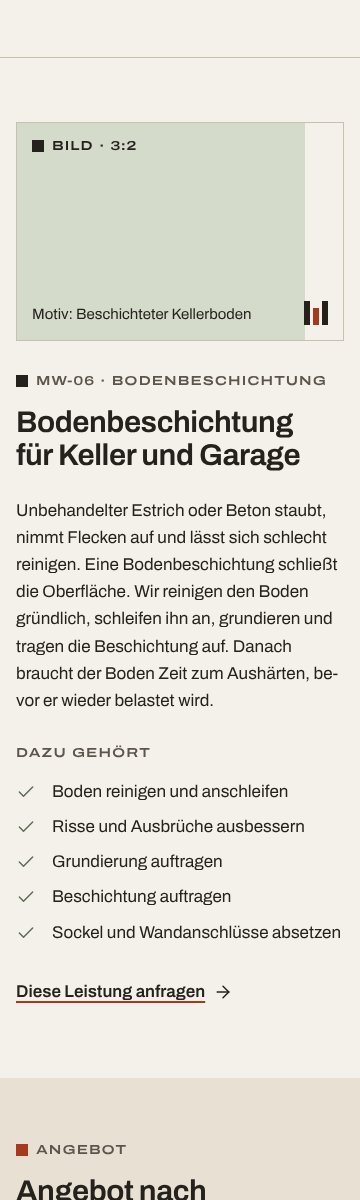 BILD · 3:2
Motiv: Beschichteter Kellerboden
MW-06 · BODENBESCHICHTUNG
Bodenbeschichtung
für Keller und Garage
Unbehandelter Estrich oder Beton staubt,
nimmt Flecken auf und lässt sich schlecht
reinigen. Eine Bodenbeschichtung schließt
die Oberfläche. Wir reinigen den Boden
gründlich, schleifen ihn an, grundieren und
tragen die Beschichtung auf. Danach
braucht der Boden Zeit zum Aushärten, be-
vor er wieder belastet wird.
DAZU GEHÖRT
Boden reinigen und anschleifen
Risse und Ausbrüche ausbessern
Grundierung auftragen
Beschichtung auftragen
Sockel und Wandanschlüsse absetzen
Diese Leistung anfragen
ANGEBOT
Angebot nach